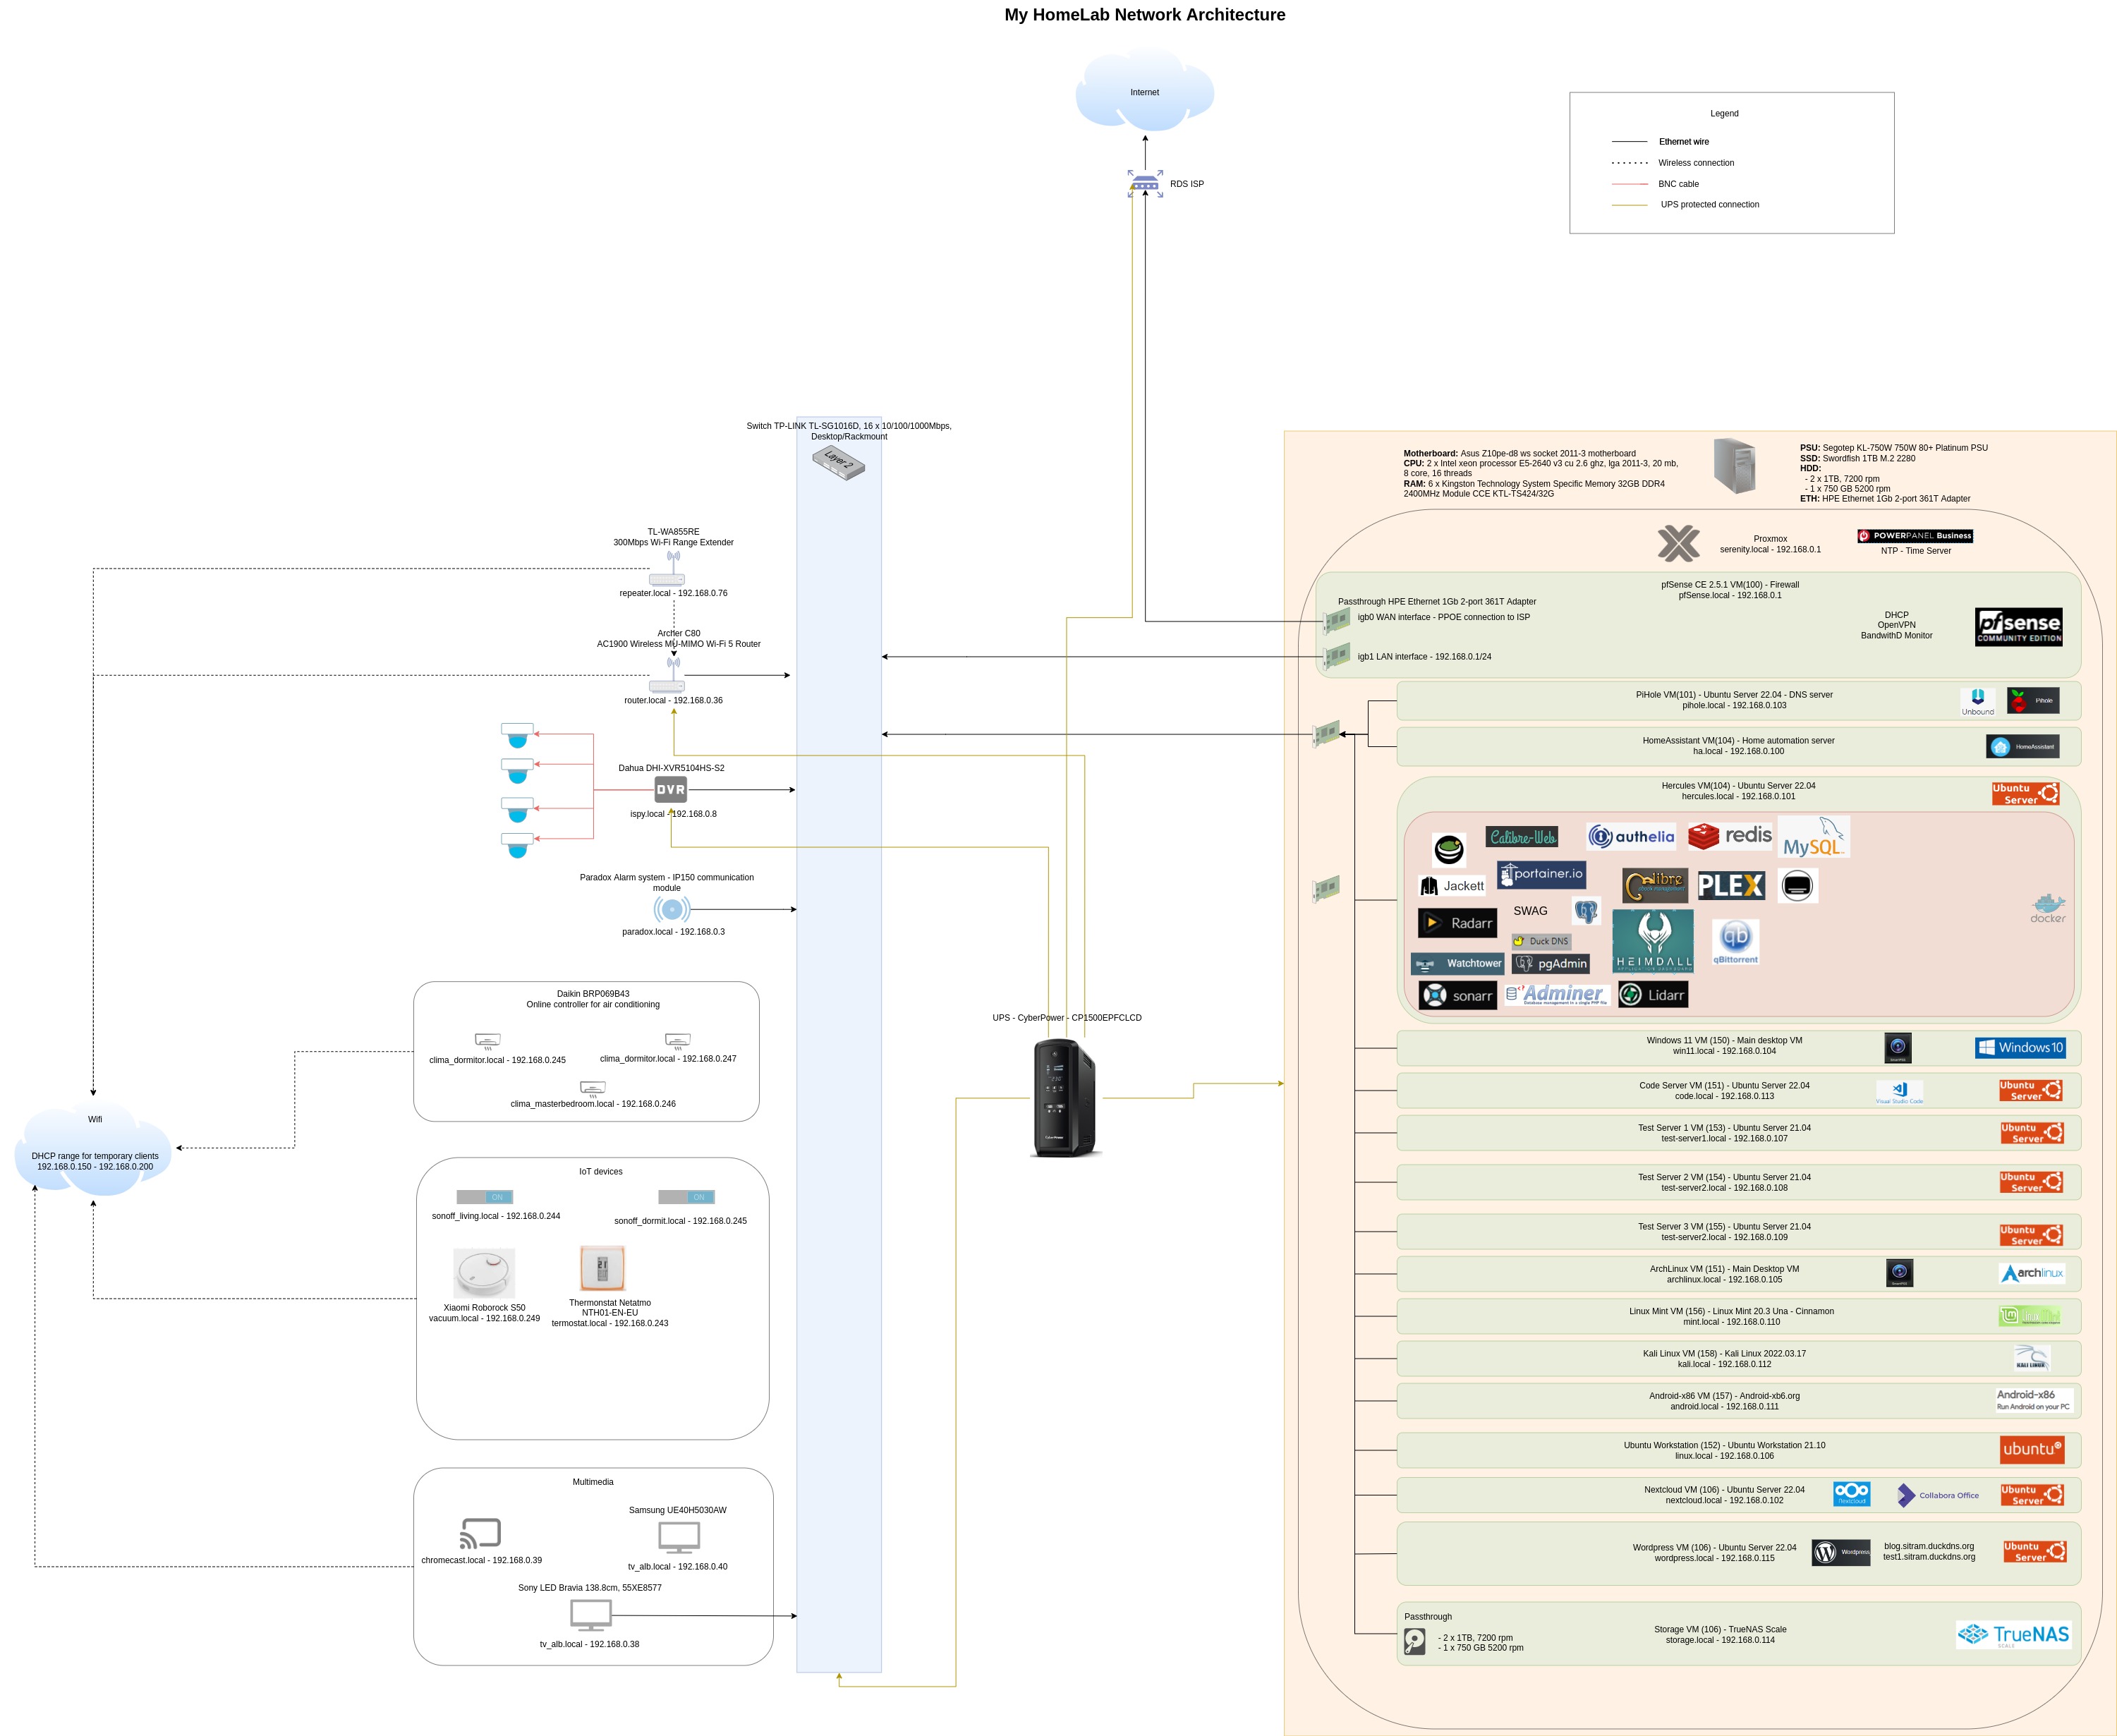 My HomeLab Network Architecture
Internet
RDS ISP
Legend
Ethernet wire
Wireless connection
BNC cable
UPS protected connection
Switch TP-LINK TL-SG1016D, 16 x 10/100/1000Mbps,
Desktop/Rackmount
Layer 2
TL-WA855RE
300Mbps Wi-Fi Range Extender
repeater.local - 192.168.0.76
Archer C80
AC1900 Wireless MU-MIMO Wi-Fi 5 Router
router.local - 192.168.0.36
Dahua DHI-XVR5104HS-S2
DVR
ispy.local - 192.168.0.8
Paradox Alarm system - IP150 communication
module
paradox.local - 192.168.0.3
Daikin BRP069B43
Online controller for air conditioning
clima_dormitor.local - 192.168.0.245
clima_dormitor.local - 192.168.0.247
clima_masterbedroom.local - 192.168.0.246
Wifi
DHCP range for temporary clients
192.168.0.150 - 192.168.0.200
IoT devices
ON
ON
sonoff_living.local - 192.168.0.244
sonoff_dormit.local - 192.168.0.245
Xiaomi Roborock S50
vacuum.local - 192.168.0.249
Thermonstat Netatmo
NTH01-EN-EU
termostat.local - 192.168.0.243
Multimedia
chromecast.local - 192.168.0.39
Samsung UE40H5030AW
tv_alb.local - 192.168.0.40
Sony LED Bravia 138.8cm, 55XE8577
tv_alb.local - 192.168.0.38
UPS - CyberPower - CP1500EPFCLCD
Motherboard: Asus Z10pe-d8 ws socket 2011-3 motherboard
CPU: 2 x Intel xeon processor E5-2640 v3 cu 2.6 ghz, lga 2011-3, 20 mb,
8 core, 16 threads
RAM: 6 x Kingston Technology System Specific Memory 32GB DDR4
2400MHz Module CCE KTL-TS424/32G
PSU: Segotep KL-750W 750W 80+ Platinum PSU
SSD: Swordfish 1TB M.2 2280
HDD:
- 2 x 1TB, 7200 rpm
- 1 x 750 GB 5200 rpm
ETH: HPE Ethernet 1Gb 2-port 361T Adapter
Proxmox
serenity.local - 192.168.0.1
POWERPANEL Business
NTP - Time Server
pfSense CE 2.5.1 VM(100) - Firewall
pfSense.local - 192.168.0.1
Passthrough HPE Ethernet 1Gb 2-port 361T Adapter
igb0 WAN interface - PPOE connection to ISP
igb1 LAN interface - 192.168.0.1/24
DHCP
OpenVPN
BandwithD Monitor
pfsense
COMMUNITY EDITION
PiHole VM(101) - Ubuntu Server 22.04 - DNS server
pihole.local - 192.168.0.103
Unbound
Pihole
HomeAssistant VM(104) - Home automation server
ha.local - 192.168.0.100
HomeAssistant
Hercules VM(104) - Ubuntu Server 22.04
hercules.local - 192.168.0.101
Ubuntu
Server
Calibre-Web
authelia
redis
MySQL
Jackett
portainer.io
Calibre
PLEX
Radarr
SWAG
Duck DNS
HEIMDALL
APPLICATION DASHBOARD
qb
qBittorrent
docker
Watchtower
pgAdmin
sonarr
Adminer
Database management in a single PHP file
Lidarr
Windows 11 VM (150) - Main desktop VM
win11.local - 192.168.0.104
Windows10
Code Server VM (151) - Ubuntu Server 22.04
code.local - 192.168.0.113
Visual Studio Code
Ubuntu
Server
Test Server 1 VM (153) - Ubuntu Server 21.04
test-server1.local - 192.168.0.107
Ubuntu
Server
Test Server 2 VM (154) - Ubuntu Server 21.04
test-server2.local - 192.168.0.108
Ubuntu
Server
Test Server 3 VM (155) - Ubuntu Server 21.04
test-server2.local - 192.168.0.109
Ubuntu
Server
ArchLinux VM (151) - Main Desktop VM
archlinux.local - 192.168.0.105
archlinux
Linux Mint VM (156) - Linux Mint 20.3 Una - Cinnamon
mint.local - 192.168.0.110
Kali Linux VM (158) - Kali Linux 2022.03.17
kali.local - 192.168.0.112
KALI LINUX
Android-x86 VM (157) - Android-xb6.org
android.local - 192.168.0.111
Android-x86
Run Android on your PC
Ubuntu Workstation (152) - Ubuntu Workstation 21.10
linux.local - 192.168.0.106
ubuntu
Nextcloud VM (106) - Ubuntu Server 22.04
nextcloud.local - 192.168.0.102
nextcloud
Collabora Office
Ubuntu
Server
Wordpress VM (106) - Ubuntu Server 22.04
wordpress.local - 192.168.0.115
Wordpress
blog.sitram.duckdns.org
test1.sitram.duckdns.org
Ubuntu
Server
Passthrough
- 2 x 1TB, 7200 rpm
- 1 x 750 GB 5200 rpm
Storage VM (106) - TrueNAS Scale
storage.local - 192.168.0.114
TrueNAS
SCALE